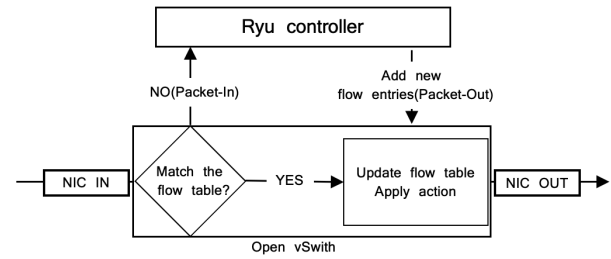 Ryu controller
NO(Packet-In)
Add new
flow entries(Packet-Out)
NIC IN
Match the
flow table?
YES
Update flow table
Apply action
NIC OUT
Open vSwith